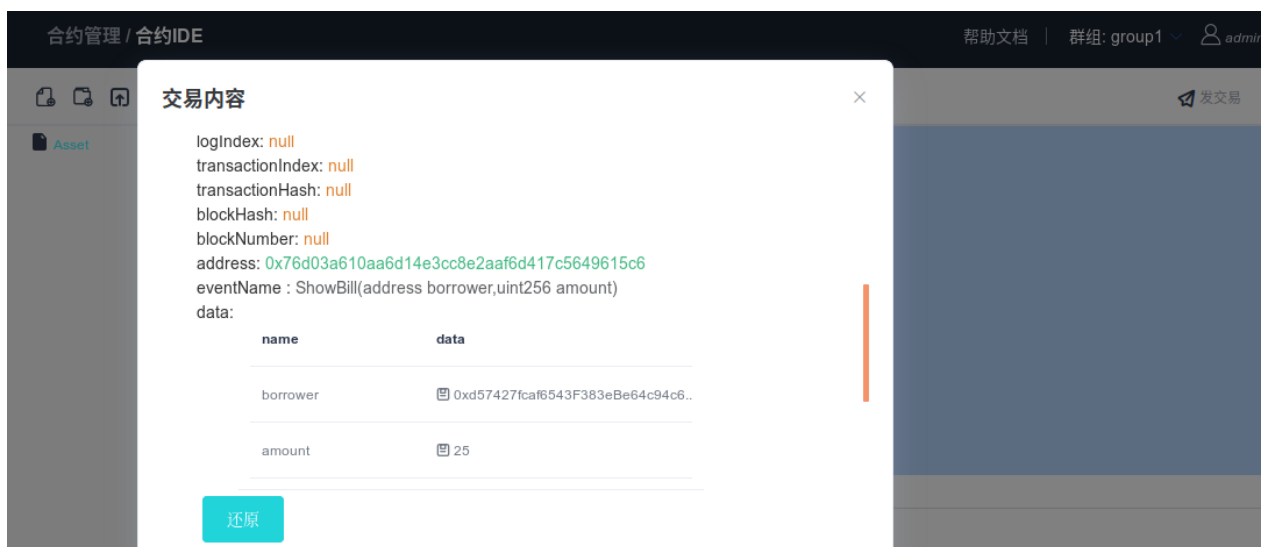 合约管理 / 合约IDE 帮助文档 群组: group1 admin
交易内容 发交易
Asset
logIndex: null
transactionIndex: null
transactionHash: null
blockHash: null
blockNumber: null
address: 0x76d03a610aa6d14e3cc8e2aaf6d417c5649615c6
eventName : ShowBill(address borrower,uint256 amount)
data:
name data
borrower 0xd57427fcaf6543F383eBe64c94c6..
amount 25
还原